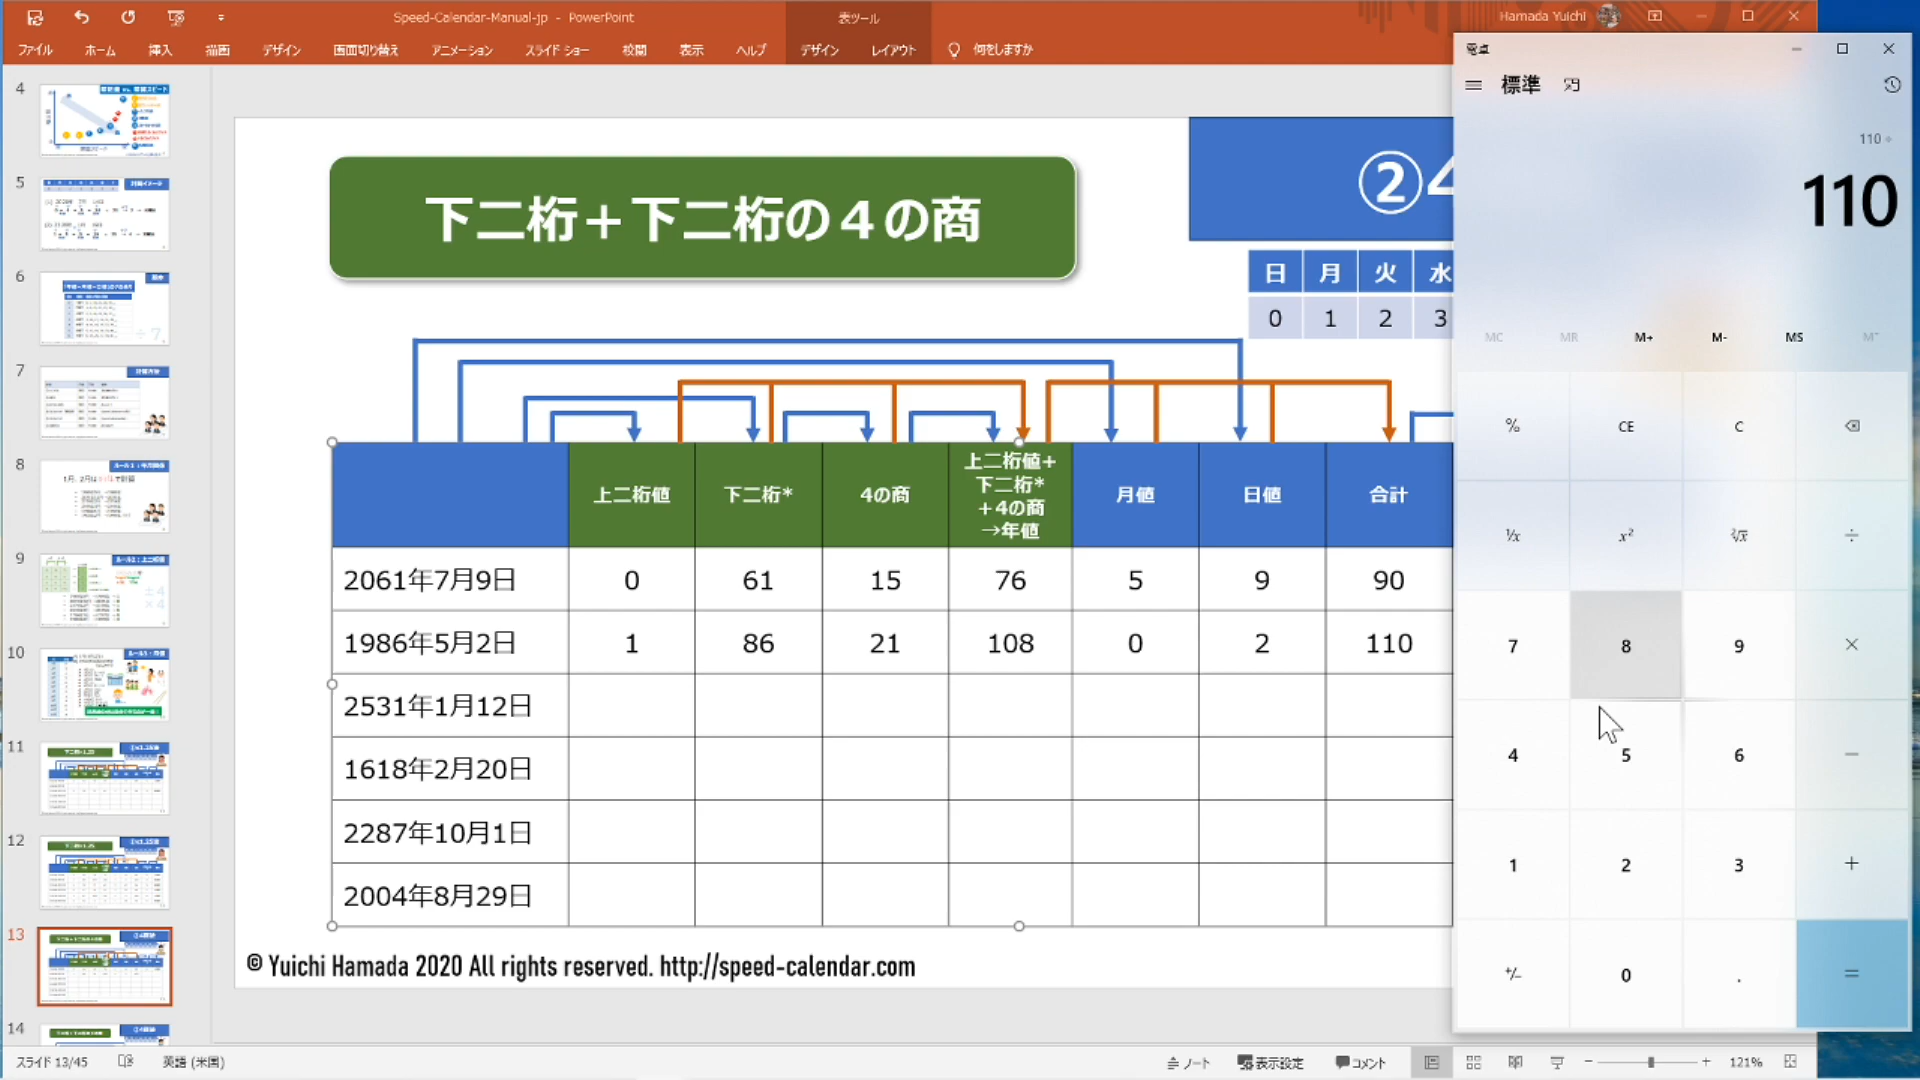 Speed-Calendar-Manual-jp - PowerPoint
表ツール
Hamada Yuichi
ファイル ホーム 挿入 描画 デザイン 画面切り替え アニメーション スライド ショー 校閲 表示 ヘルプ デザイン レイアウト 何をしますか
4
5
6
7
8
9
10
11
12
13
14
下二桁＋下二桁の４の商
②4
日 月 火 水
0 1 2 3
上二桁値 下二桁* 4の商 上二桁値＋
下二桁*
＋4の商
→年値
月値 日値 合計
2061年7月9日 0 61 15 76 5 9 90
1986年5月2日 1 86 21 108 0 2 110
2531年1月12日
1618年2月20日
2287年10月1日
2004年8月29日
© Yuichi Hamada 2020 All rights reserved. http://speed-calendar.com
電卓
標準
110 ÷
110
MC MR M+ M- MS M˅
% CE C
¹/x x² ²√x ÷
7 8 9 ×
4 5 6 −
1 2 3 +
+/− 0 . =
スライド 13/45 英語 (米国) ノート 表示設定 コメント − + 121%